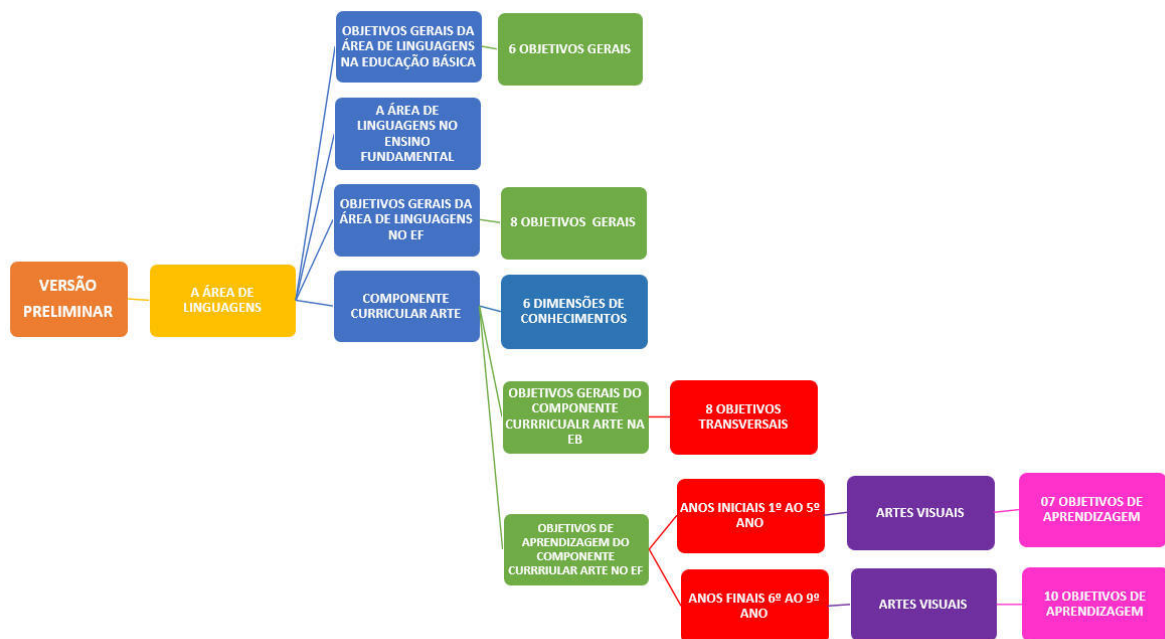 OBJETIVOS GERAIS DA
ÁREA DE LINGUAGENS
NA EDUCAÇÃO BÁSICA
6 OBJETIVOS GERAIS
A ÁREA DE
LINGUAGENS NO
ENSINO
FUNDAMENTAL
OBJETIVOS GERAIS DA
ÁREA DE LINGUAGENS
NO EF
8 OBJETIVOS GERAIS
VERSÃO
PRELIMINAR
A ÁREA DE
LINGUAGENS
COMPONENTE
CURRICULAR ARTE
6 DIMENSÕES DE
CONHECIMENTOS
OBJETIVOS GERAIS DO
COMPONENTE
CURRRICUALR ARTE NA
EB
8 OBJETIVOS
TRANSVERSAIS
OBJETIVOS DE
APRENDIZAGEM DO
COMPONENTE
CURRRIULAR ARTE NO EF
ANOS INICIAIS 1º AO 5º
ANO
ARTES VISUAIS
07 OBJETIVOS DE
APRENDIZAGEM
ANOS FINAIS 6º AO 9º
ANO
ARTES VISUAIS
10 OBJETIVOS DE
APRENDIZAGEM